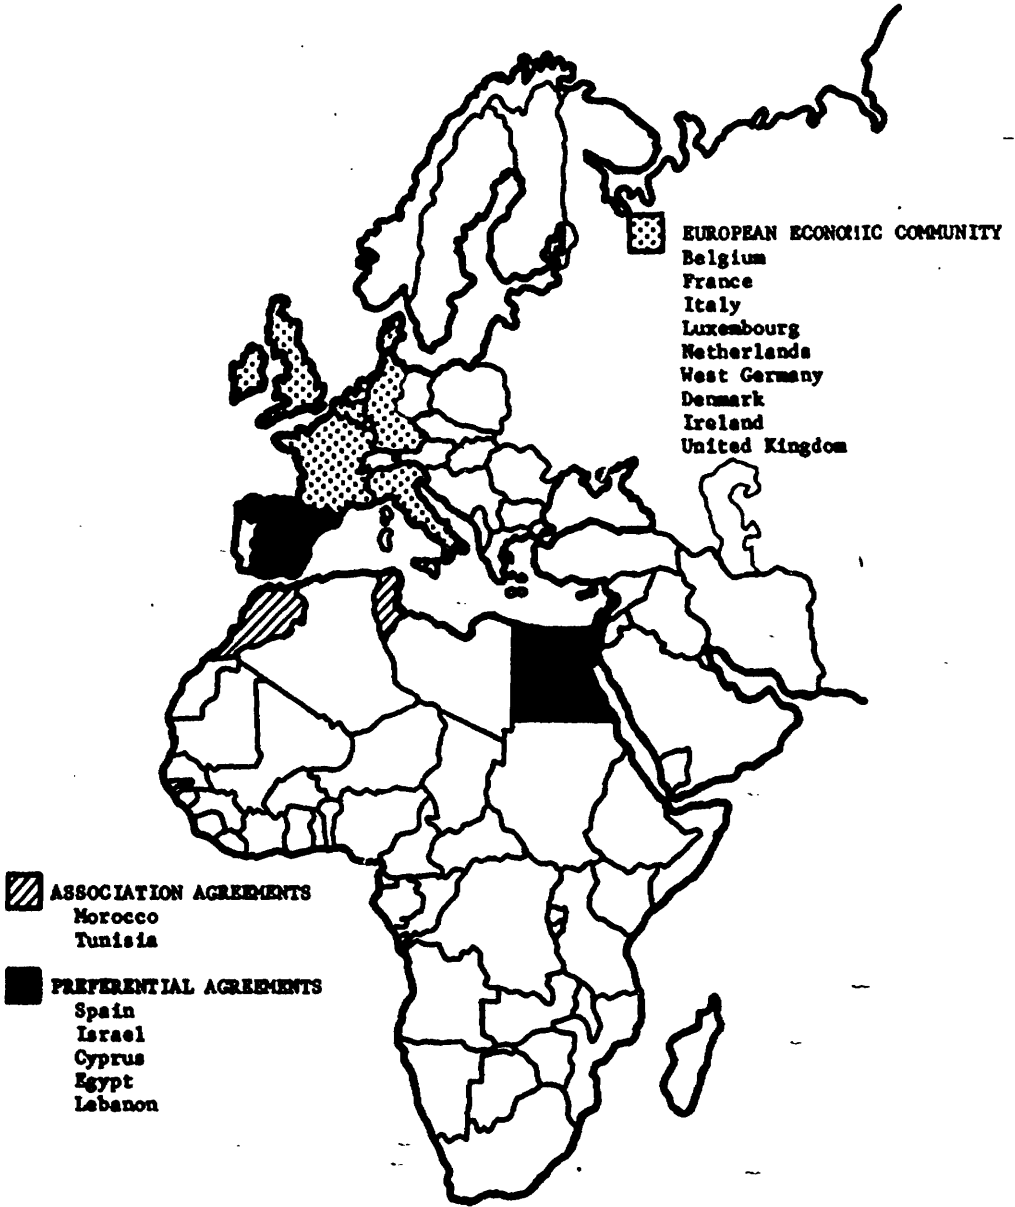 EUROPEAN ECONOMIC COMMUNITY
Belgium
France
Italy
Luxembourg
Netherlands
West Germany
Denmark
Ireland
United Kingdom
ASSOCIATION AGREEMENTS
Morocco
Tunisia
PREFERENTIAL AGREEMENTS
Spain
Israel
Cyprus
Egypt
Lebanon